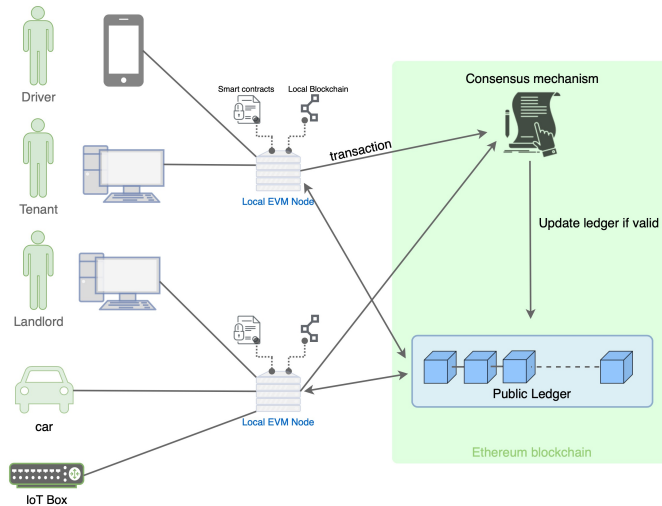 Driver
Smart contracts
Local Blockchain
Consensus mechanism
transaction
Tenant
Local EVM Node
Update ledger if valid
Landlord
car
Local EVM Node
Public Ledger
Ethereum blockchain
IoT Box